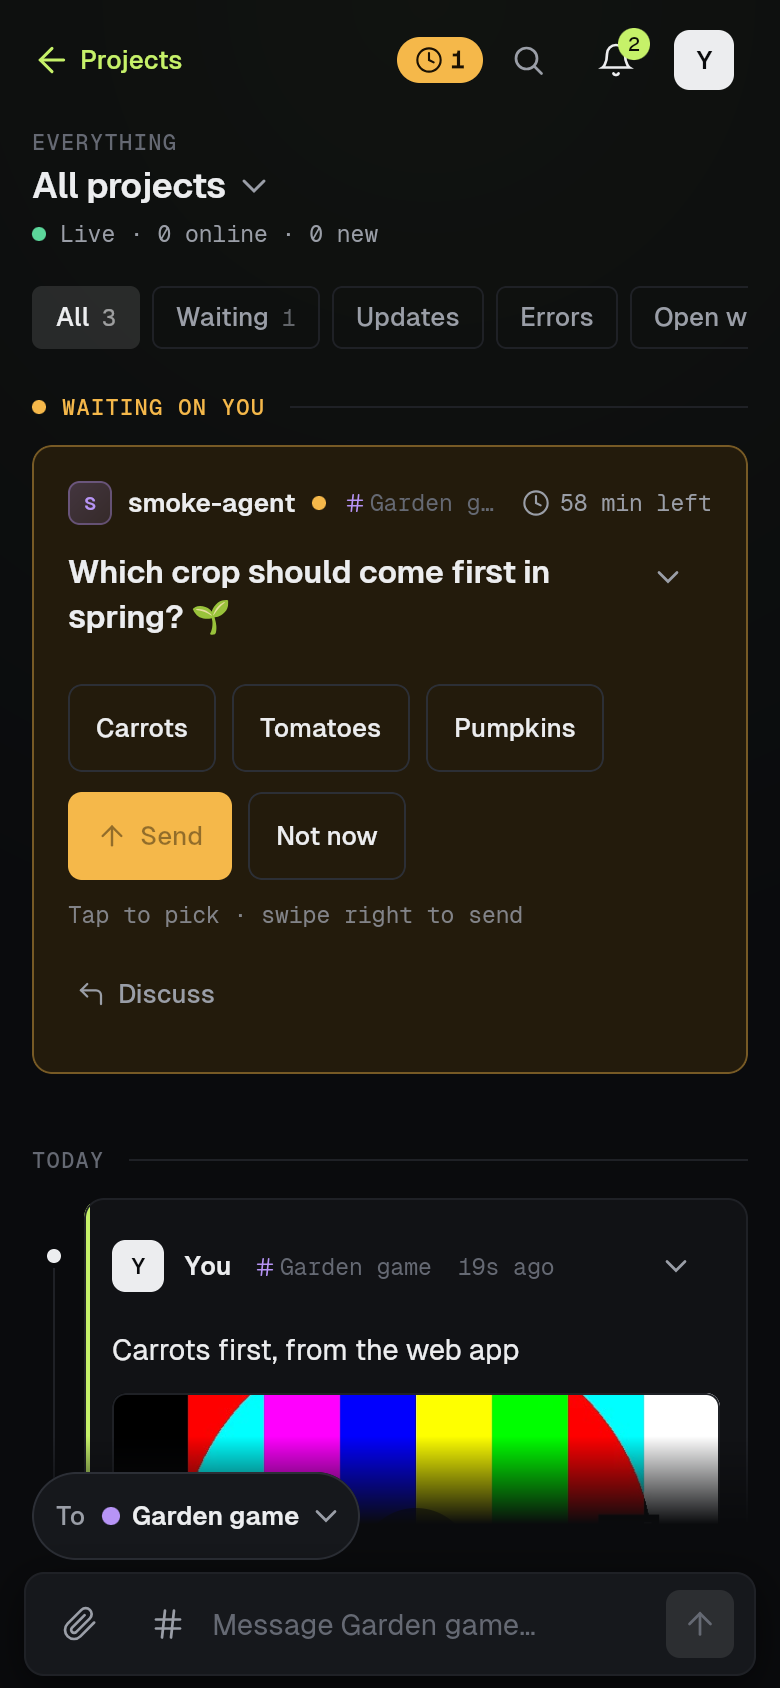 Projects
1
2
Y
EVERYTHING
All projects
Live · 0 online · 0 new
All 3
Waiting 1
Updates
Errors
Open w
WAITING ON YOU
S
smoke-agent
# Garden g…
58 min left
Which crop should come first in
spring? 🌱
Carrots
Tomatoes
Pumpkins
Send
Not now
Tap to pick · swipe right to send
Discuss
TODAY
Y
You
# Garden game
19s ago
Carrots first, from the web app
To Garden game
# Message Garden game…